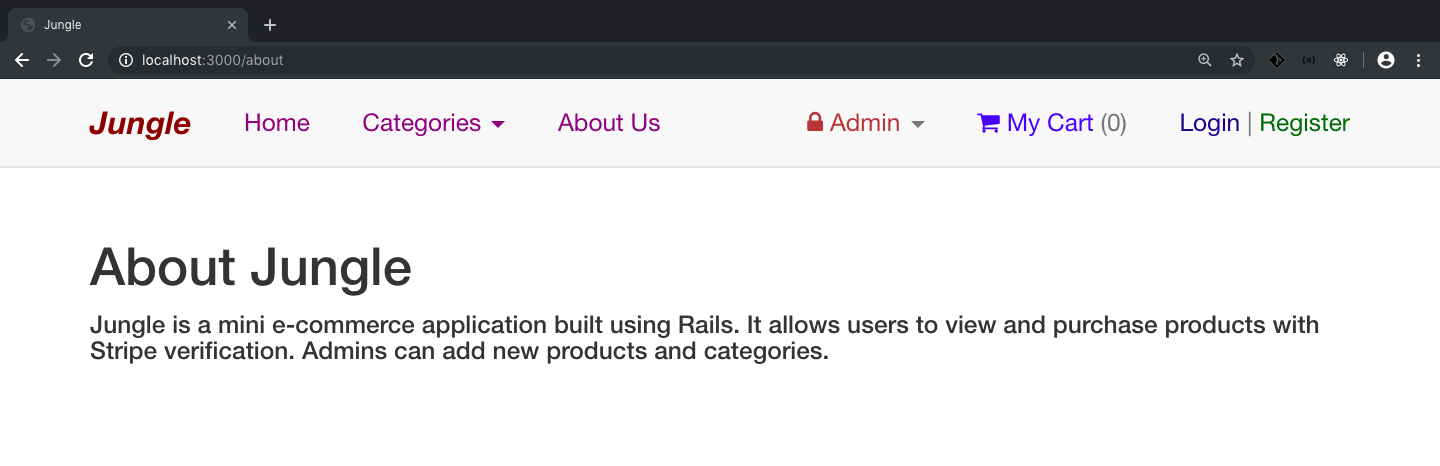 Jungle
localhost:3000/about
Jungle Home Categories About Us Admin My Cart (0) Login | Register
About Jungle
Jungle is a mini e-commerce application built using Rails. It allows users to view and purchase products with
Stripe verification. Admins can add new products and categories.